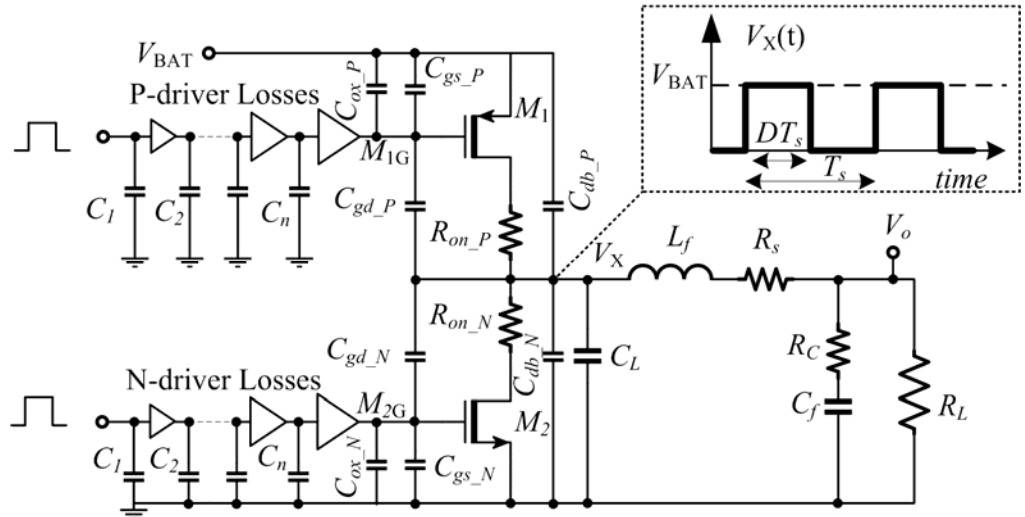 V_BAT
P-driver Losses
C_1
C_2
C_n
C_ox_P
C_gs_P
M_1G
M_1
C_gd_P
R_on_P
C_db_P
V_X(t)
V_BAT
DT_s
T_s
time
V_X
L_f
R_s
V_o
R_on_N
C_gd_N
C_db_N
C_L
R_C
C_f
R_L
N-driver Losses
C_1
C_2
C_n
M_2G
M_2
C_ox_N
C_gs_N